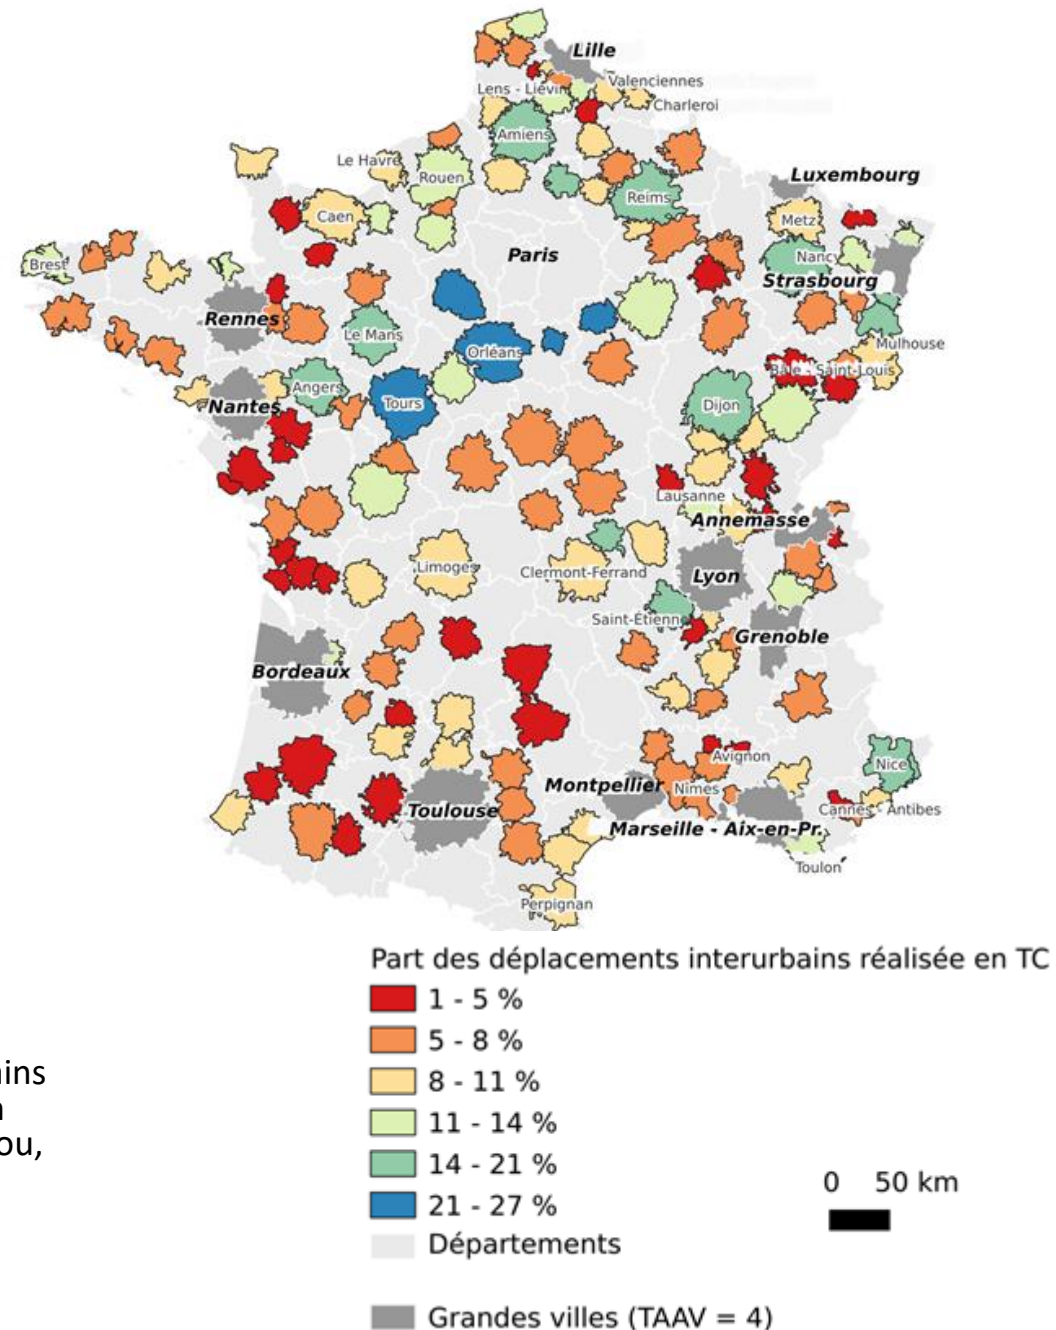 Lille
Valenciennes
Lens - Liévin
Charleroi
Amiens
Le Havre
Rouen
Luxembourg
Reims
Caen
Metz
Brest
Paris
Nancy
Strasbourg
Rennes
Le Mans
Orléans
Mulhouse
Bâle - Saint-Louis
Angers
Nantes
Tours
Dijon
Lausanne
Annemasse
Limoges
Clermont-Ferrand
Lyon
Saint-Étienne
Grenoble
Bordeaux
Avignon
Nice
Montpellier
Nîmes
Toulouse
Cannes - Antibes
Marseille - Aix-en-Pr.
Toulon
Perpignan
Part des déplacements interurbains réalisée en TC
1 - 5 %
5 - 8 %
8 - 11 %
11 - 14 %
14 - 21 %
21 - 27 %
Départements
Grandes villes (TAAV = 4)
0 50 km
ins
ou,